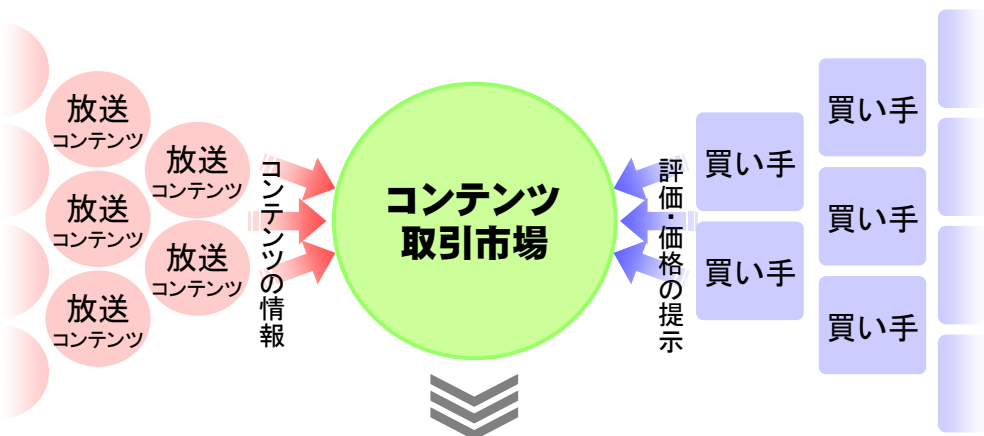 放送
コンテンツ
放送
コンテンツ
放送
コンテンツ
放送
コンテンツ
放送
コンテンツ
コンテンツの情報
コンテンツ
取引市場
評価・価格の提示
買い手
買い手
買い手
買い手
買い手